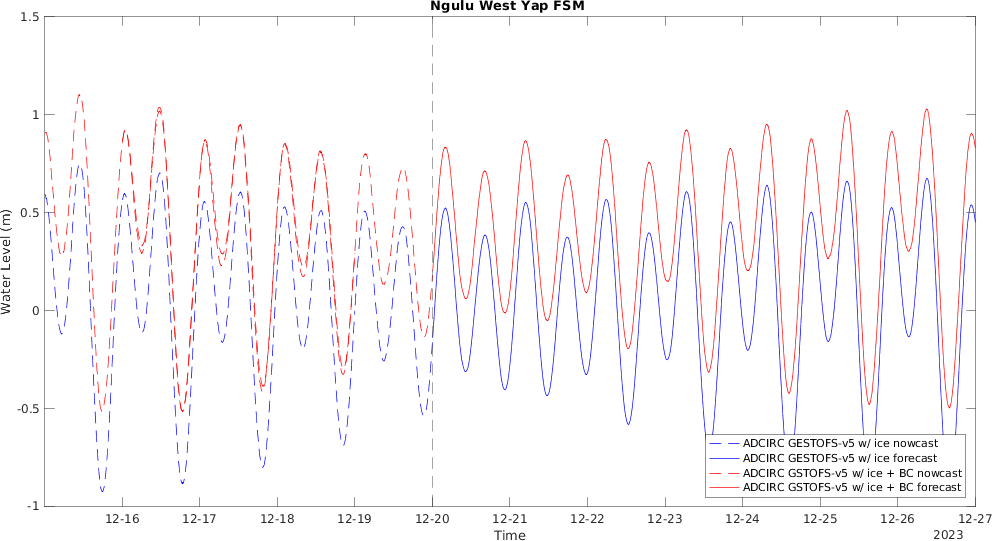 Ngulu West Yap FSM
1.5
1
0.5
0
-0.5
-1
Water Level (m)
12-16
12-17
12-18
12-19
12-20
12-21
12-22
12-23
12-24
12-25
12-26
12-27
Time
2023
ADCIRC GESTOFS-v5 w/ ice nowcast
ADCIRC GESTOFS-v5 w/ ice forecast
ADCIRC GSTOFS-v5 w/ ice + BC nowcast
ADCIRC GSTOFS-v5 w/ ice + BC forecast